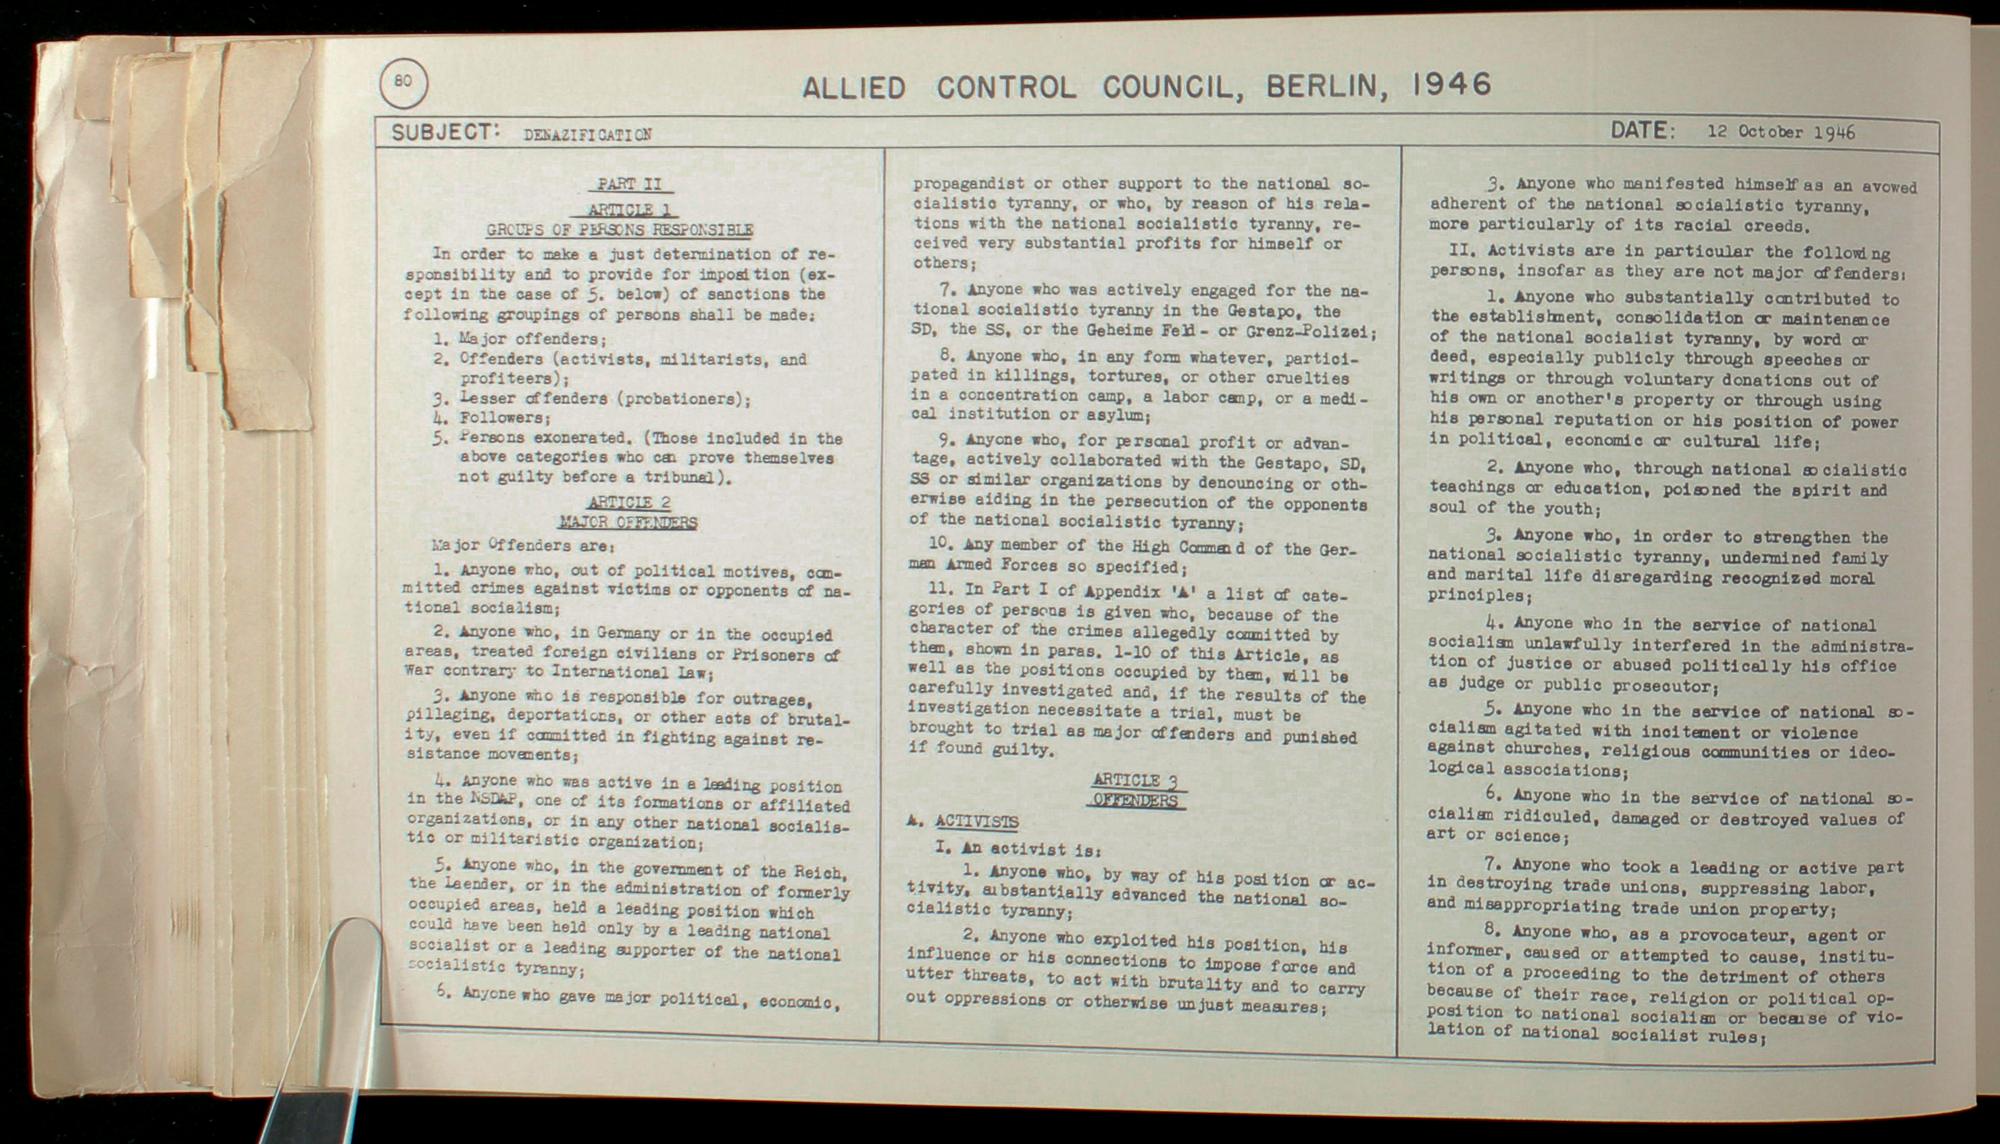 80
ALLIED CONTROL COUNCIL, BERLIN, 1946
SUBJECT: DENAZIFICATION
DATE: 12 October 1946
PART II
ARTICLE 1
GROUPS OF PERSONS RESPONSIBLE
In order to make a just determination of re-
sponsibility and to provide for imposition (ex-
cept in the case of 5. below) of sanctions the
following groupings of persons shall be made:
1. Major offenders;
2. Offenders (activists, militarists, and
profiteers);
3. Lesser offenders (probationers);
4. Followers;
5. Persons exonerated. (Those included in the
above categories who can prove themselves
not guilty before a tribunal).
ARTICLE 2
MAJOR OFFENDERS
Major Offenders are:
1. Anyone who, out of political motives, com-
mitted crimes against victims or opponents of na-
tional socialism;
2. Anyone who, in Germany or in the occupied
areas, treated foreign civilians or Prisoners of
War contrary to International Law;
3. Anyone who is responsible for outrages,
pillaging, deportations, or other acts of brutal-
ity, even if committed in fighting against re-
sistance movements;
4. Anyone who was active in a leading position
in the NSDAP, one of its formations or affiliated
organizations, or in any other national socialis-
tic or militaristic organization;
5. Anyone who, in the government of the Reich,
the Laender, or in the administration of formerly
occupied areas, held a leading position which
could have been held only by a leading national
socialist or a leading supporter of the national
socialistic tyranny;
6. Anyone who gave major political, economic,
propagandist or other support to the national so-
cialistic tyranny, or who, by reason of his rela-
tions with the national socialistic tyranny, re-
ceived very substantial profits for himself or
others;
7. Anyone who was actively engaged for the na-
tional socialistic tyranny in the Gestapo, the
SD, the SS, or the Geheime Feld- or Grenz-Polizei;
8. Anyone who, in any form whatever, partici-
pated in killings, tortures, or other cruelties
in a concentration camp, a labor camp, or a medi-
cal institution or asylum;
9. Anyone who, for personal profit or advan-
tage, actively collaborated with the Gestapo, SD,
SS or similar organizations by denouncing or oth-
erwise aiding in the persecution of the opponents
of the national socialistic tyranny;
10. Any member of the High Command of the Ger-
man Armed Forces so specified;
11. In Part I of Appendix 'A' a list of cate-
gories of persons is given who, because of the
character of the crimes allegedly committed by
them, shown in paras. 1-10 of this Article, as
well as the positions occupied by them, will be
carefully investigated and, if the results of the
investigation necessitate a trial, must be
brought to trial as major offenders and punished
if found guilty.
ARTICLE 3
OFFENDERS
A. ACTIVISTS
I. An activist is:
1. Anyone who, by way of his position or ac-
tivity, substantially advanced the national so-
cialistic tyranny;
2. Anyone who exploited his position, his
influence or his connections to impose force and
utter threats, to act with brutality and to carry
out oppressions or otherwise unjust measures;
3. Anyone who manifested himself as an avowed
adherent of the national socialistic tyranny,
more particularly of its racial creeds.
II. Activists are in particular the following
persons, insofar as they are not major offenders:
1. Anyone who substantially contributed to
the establishment, consolidation or maintenance
of the national socialist tyranny, by word or
deed, especially publicly through speeches or
writings or through voluntary donations out of
his own or another's property or through using
his personal reputation or his position of power
in political, economic or cultural life;
2. Anyone who, through national socialistic
teachings or education, poisoned the spirit and
soul of the youth;
3. Anyone who, in order to strengthen the
national socialistic tyranny, undermined family
and marital life disregarding recognized moral
principles;
4. Anyone who in the service of national
socialism unlawfully interfered in the administra-
tion of justice or abused politically his office
as judge or public prosecutor;
5. Anyone who in the service of national so-
cialism agitated with incitement or violence
against churches, religious communities or ideo-
logical associations;
6. Anyone who in the service of national so-
cialism ridiculed, damaged or destroyed values of
art or science;
7. Anyone who took a leading or active part
in destroying trade unions, suppressing labor,
and misappropriating trade union property;
8. Anyone who, as a provocateur, agent or
informer, caused or attempted to cause, institu-
tion of a proceeding to the detriment of others
because of their race, religion or political op-
position to national socialism or because of vio-
lation of national socialist rules;